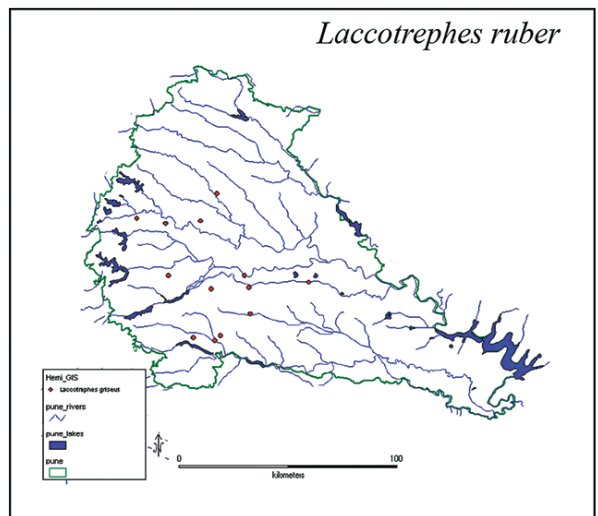 Laccotrephes ruber
Hemi_GIS
Laccotrephes griseus
pune_rivers
pune_lakes
pune
0 100
kilometers